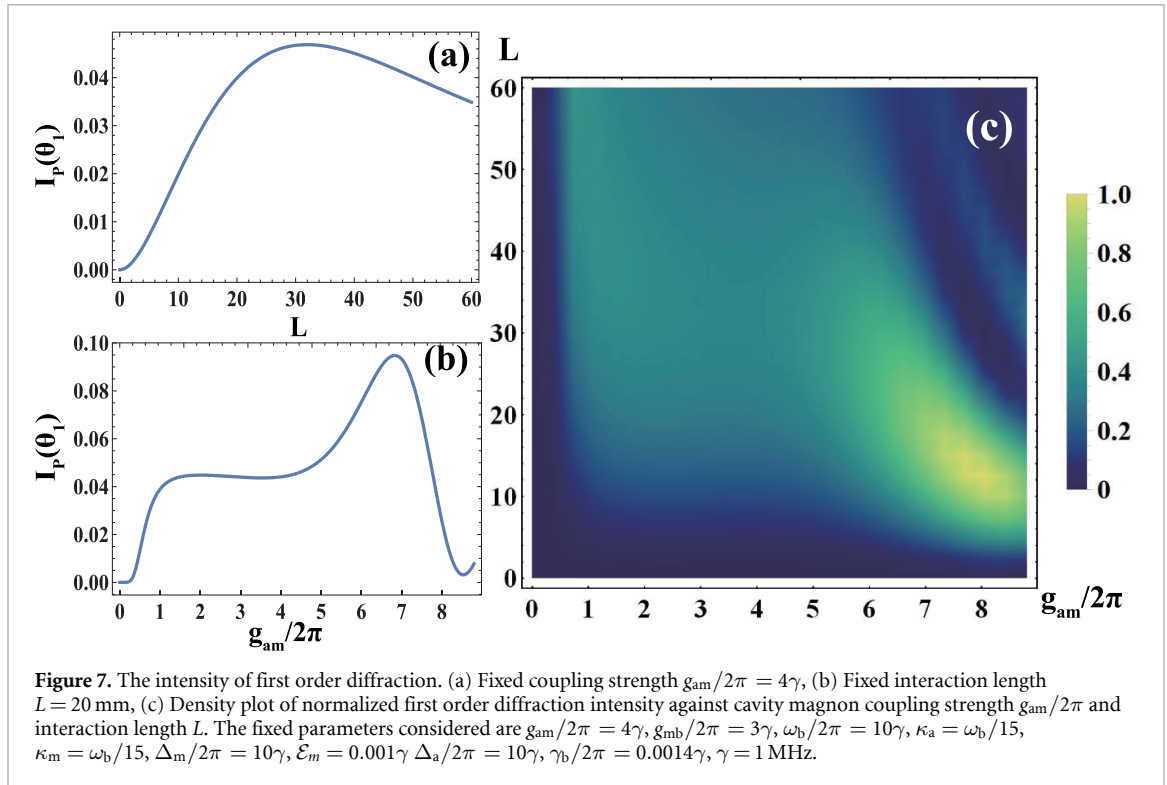 (a)
0.04
0.03
0.02
0.01
0.00
I_P(θ_1)
0 10 20 30 40 50 60
L
(b)
0.10
0.08
0.06
0.04
0.02
0.00
I_P(θ_1)
0 1 2 3 4 5 6 7 8
g_am/2π
L
(c)
60
50
40
30
20
10
0
0 1 2 3 4 5 6 7 8
g_am/2π
1.0
0.8
0.6
0.4
0.2
0
Figure 7. The intensity of first order diffraction. (a) Fixed coupling strength g_am/2π = 4γ, (b) Fixed interaction length
L = 20 mm, (c) Density plot of normalized first order diffraction intensity against cavity magnon coupling strength g_am/2π and
interaction length L. The fixed parameters considered are g_am/2π = 4γ, g_mb/2π = 3γ, ω_b/2π = 10γ, κ_a = ω_b/15,
κ_m = ω_b/15, Δ_m/2π = 10γ, ℰ_m = 0.001γ Δ_a/2π = 10γ, γ_b/2π = 0.0014γ, γ = 1 MHz.